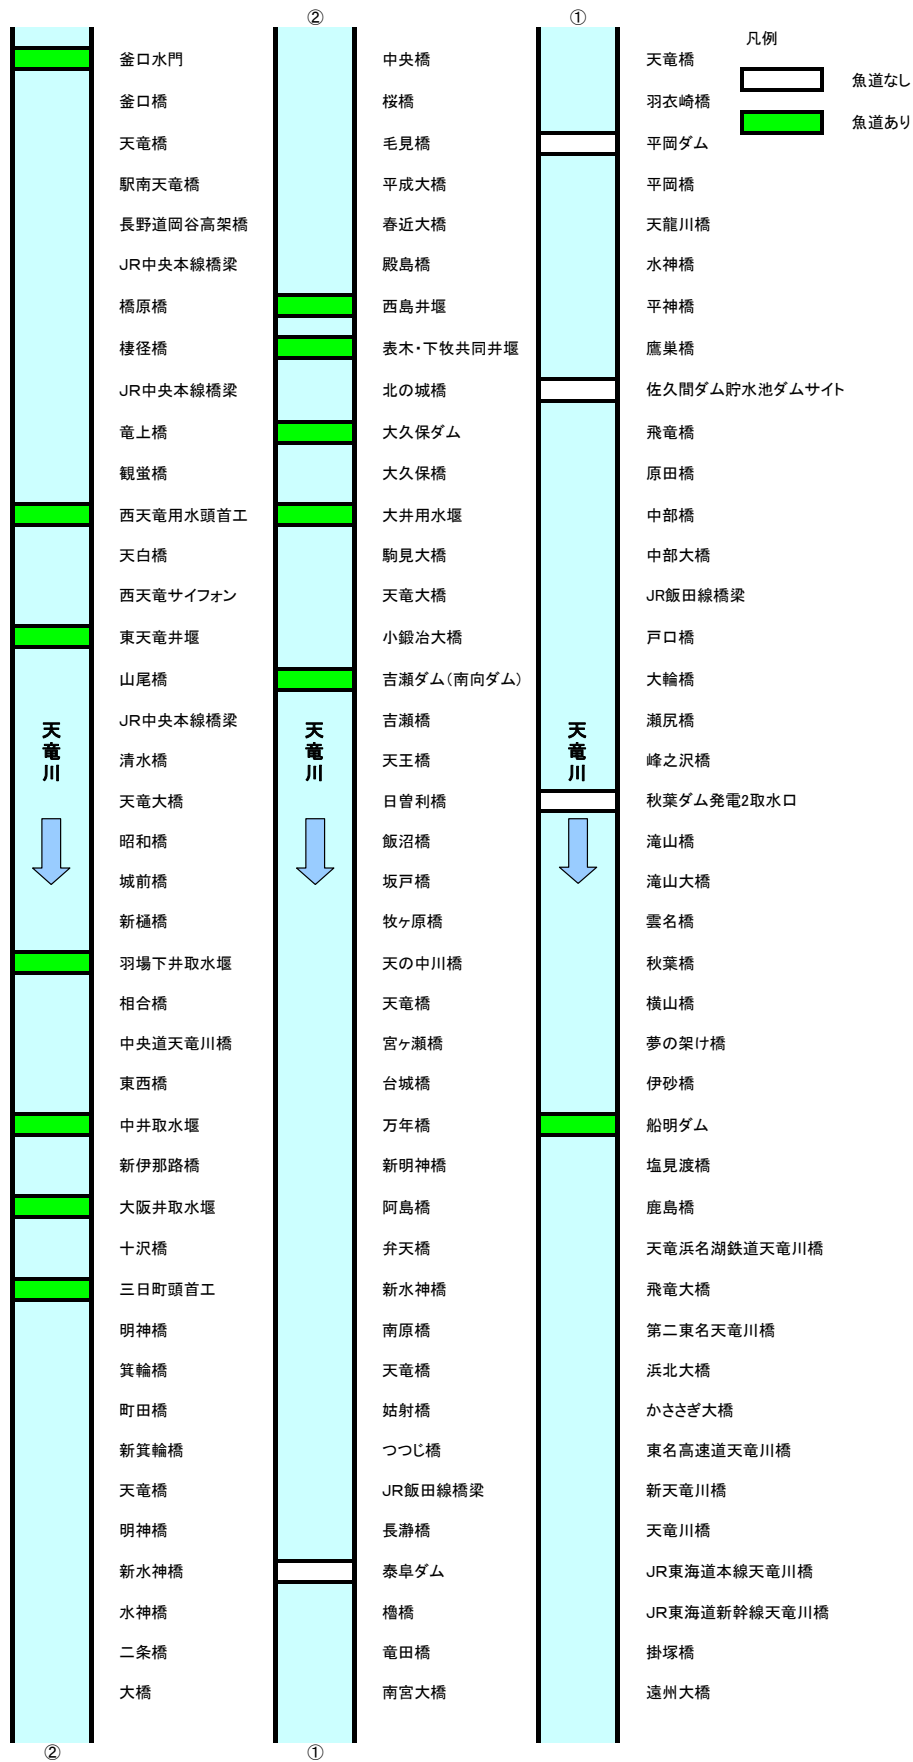 釜口水門
釜口橋
天竜橋
駅南天竜橋
長野道岡谷高架橋
JR中央本線橋梁
橋原橋
棲径橋
JR中央本線橋梁
竜上橋
観蛍橋
西天竜用水頭首工
天白橋
西天竜サイフォン
東天竜井堰
山尾橋
JR中央本線橋梁
清水橋
天竜大橋
昭和橋
城前橋
新樋橋
羽場下井取水堰
相合橋
中央道天竜川橋
東西橋
中井取水堰
新伊那路橋
大阪井取水堰
十沢橋
三日町頭首工
明神橋
箕輪橋
町田橋
新箕輪橋
天竜橋
明神橋
新水神橋
水神橋
二条橋
大橋
天竜川
②
②
中央橋
桜橋
毛見橋
平成大橋
春近大橋
殿島橋
西島井堰
表木・下牧共同井堰
北の城橋
大久保ダム
大久保橋
大井用水堰
駒見大橋
天竜大橋
小鍛冶大橋
吉瀬ダム(南向ダム)
吉瀬橋
天王橋
日曽利橋
飯沼橋
坂戸橋
牧ヶ原橋
天の中川橋
天竜橋
宮ヶ瀬橋
台城橋
万年橋
新明神橋
阿島橋
弁天橋
新水神橋
南原橋
天竜橋
姑射橋
つつじ橋
JR飯田線橋梁
長瀞橋
泰阜ダム
櫓橋
竜田橋
南宮大橋
天竜川
①
①
天竜橋
羽衣崎橋
平岡ダム
平岡橋
天龍川橋
水神橋
平神橋
鷹巣橋
佐久間ダム貯水池ダムサイト
飛竜橋
原田橋
中部橋
中部大橋
JR飯田線橋梁
戸口橋
大輪橋
瀬尻橋
峰之沢橋
秋葉ダム発電2取水口
滝山橋
滝山大橋
雲名橋
秋葉橋
横山橋
夢の架け橋
伊砂橋
船明ダム
塩見渡橋
鹿島橋
天竜浜名湖鉄道天竜川橋
飛竜大橋
第二東名天竜川橋
浜北大橋
かささぎ大橋
東名高速道天竜川橋
新天竜川橋
天竜川橋
JR東海道本線天竜川橋
JR東海道新幹線天竜川橋
掛塚橋
遠州大橋
天竜川
凡例
魚道なし
魚道あり